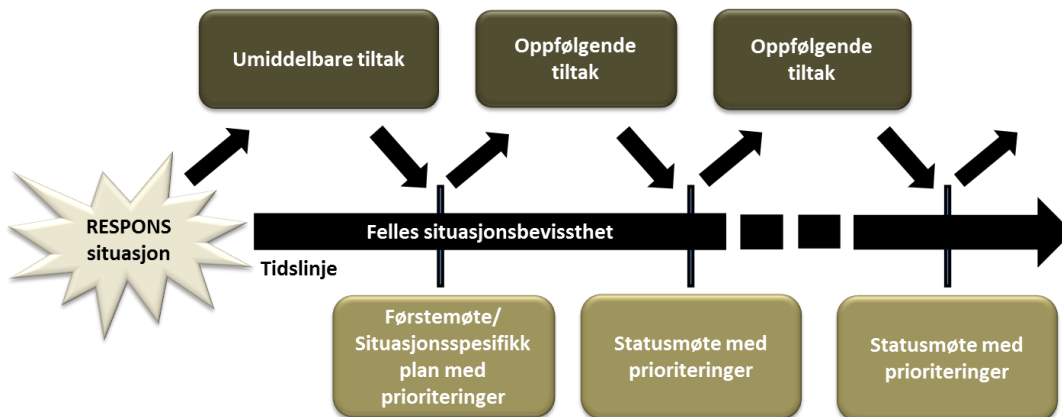 Umiddelbare tiltak
Oppfølgende
tiltak
Oppfølgende
tiltak
RESPONS
situasjon
Felles situasjonsbevissthet
Tidslinje
Førstemøte/
Situasjonsspesifikk
plan med
prioriteringer
Statusmøte med
prioriteringer
Statusmøte med
prioriteringer